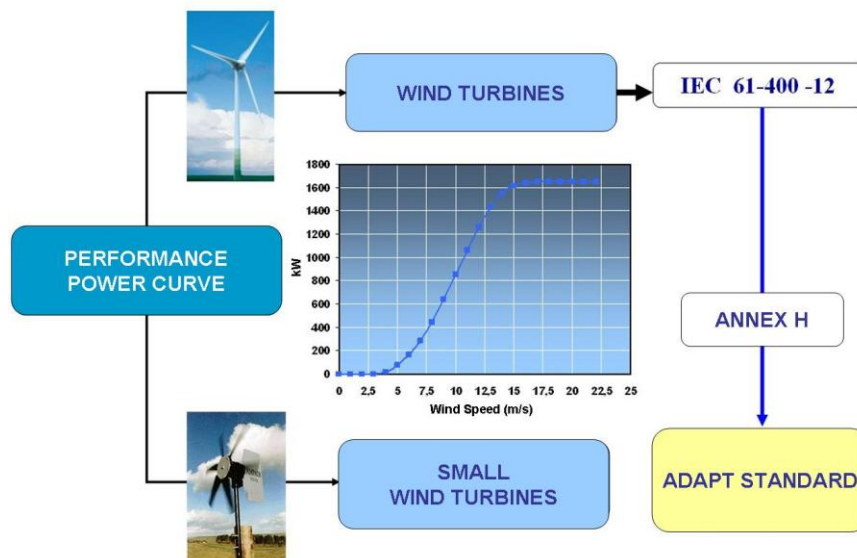 WIND TURBINES
IEC 61-400 -12
PERFORMANCE
POWER CURVE
1800
1600
1400
1200
1000
800
600
400
200
0
kW
0 2,5 5 7,5 10 12,5 15 17,5 20 22,5 25
Wind Speed (m/s)
ANNEX H
SMALL
WIND TURBINES
ADAPT STANDARD